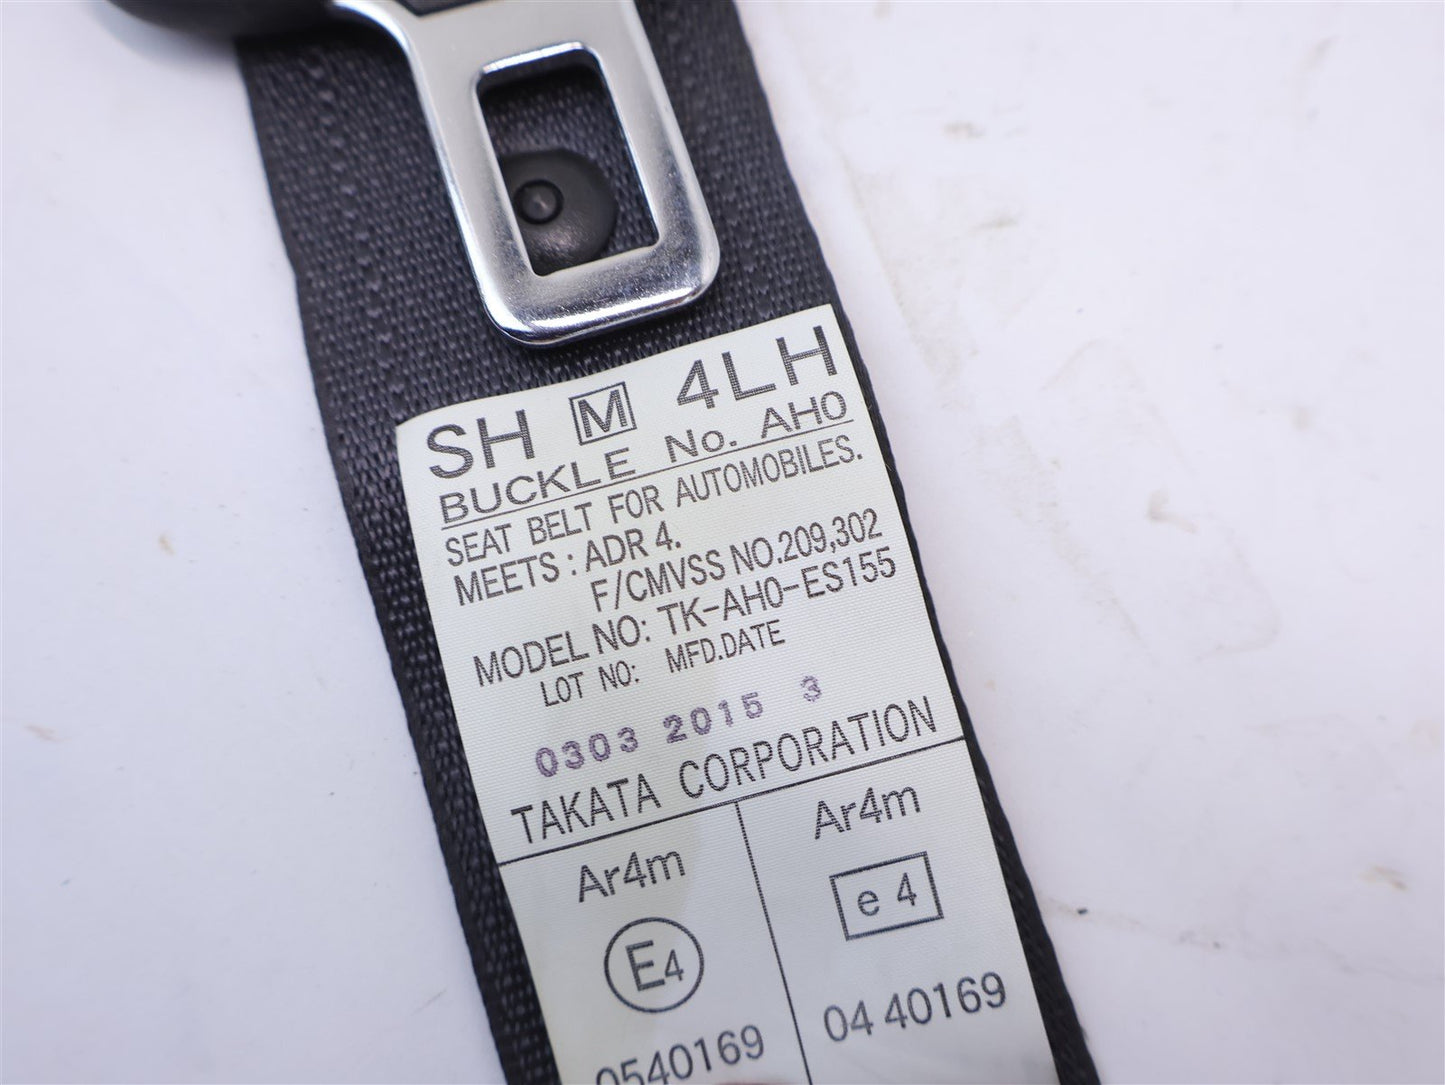 SH M 4LH
BUCKLE No. AH0
SEAT BELT FOR AUTOMOBILES.
MEETS : ADR 4.
F/CMVSS NO.209,302
MODEL NO: TK-AH0-ES155
LOT NO: MFD.DATE
0303 2015 3
TAKATA CORPORATION
Ar4m
E4
0540169
Ar4m
e 4
04 40169